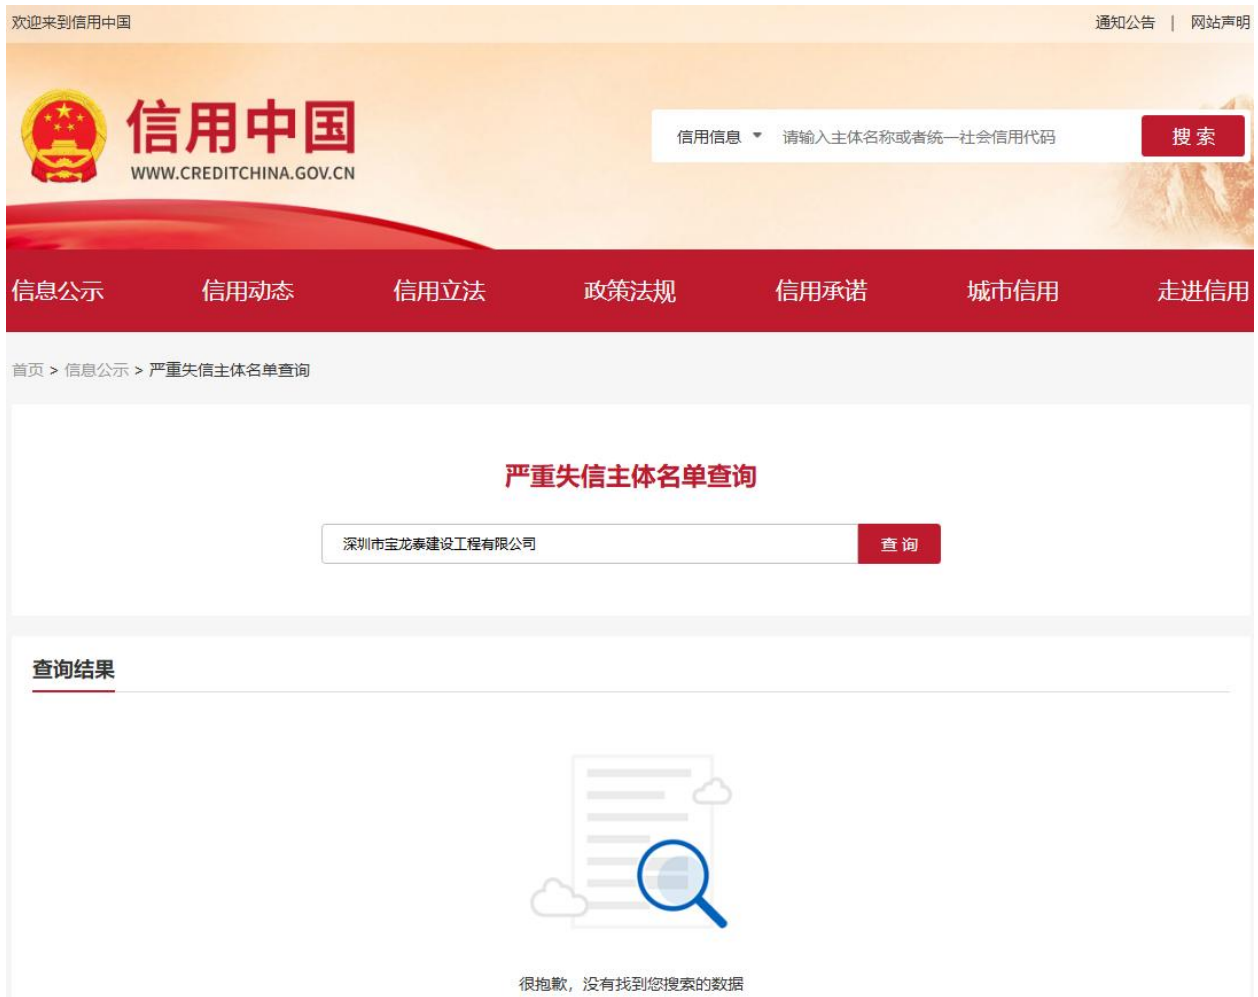 欢迎来到信用中国
通知公告 | 网站声明
信用中国
WWW.CREDITCHINA.GOV.CN
信用信息 请输入主体名称或者统一社会信用代码 搜索
信息公示 信用动态 信用立法 政策法规 信用承诺 城市信用 走进信用
首页 > 信息公示 > 严重失信主体名单查询
严重失信主体名单查询
深圳市宝龙泰建设工程有限公司 查询
查询结果
很抱歉，没有找到您搜索的数据